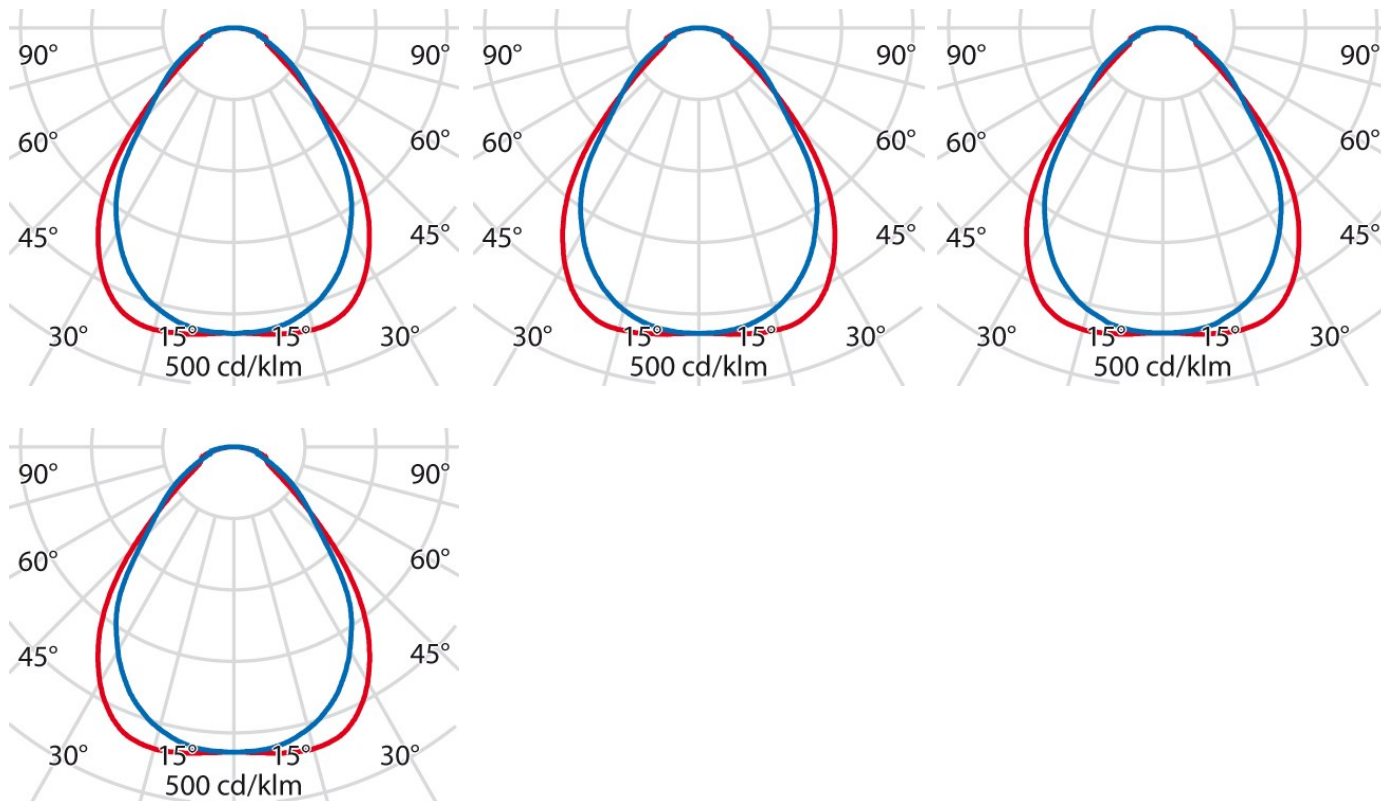 90° 90° 90° 90° 90° 90°
60° 60° 60° 60° 60° 60°
45° 45° 45° 45° 45° 45°
30° 15° 15° 30° 30° 15° 15° 30° 30° 15° 15° 30°
500 cd/klm 500 cd/klm 500 cd/klm
90° 90°
60° 60°
45° 45°
30° 15° 15° 30°
500 cd/klm